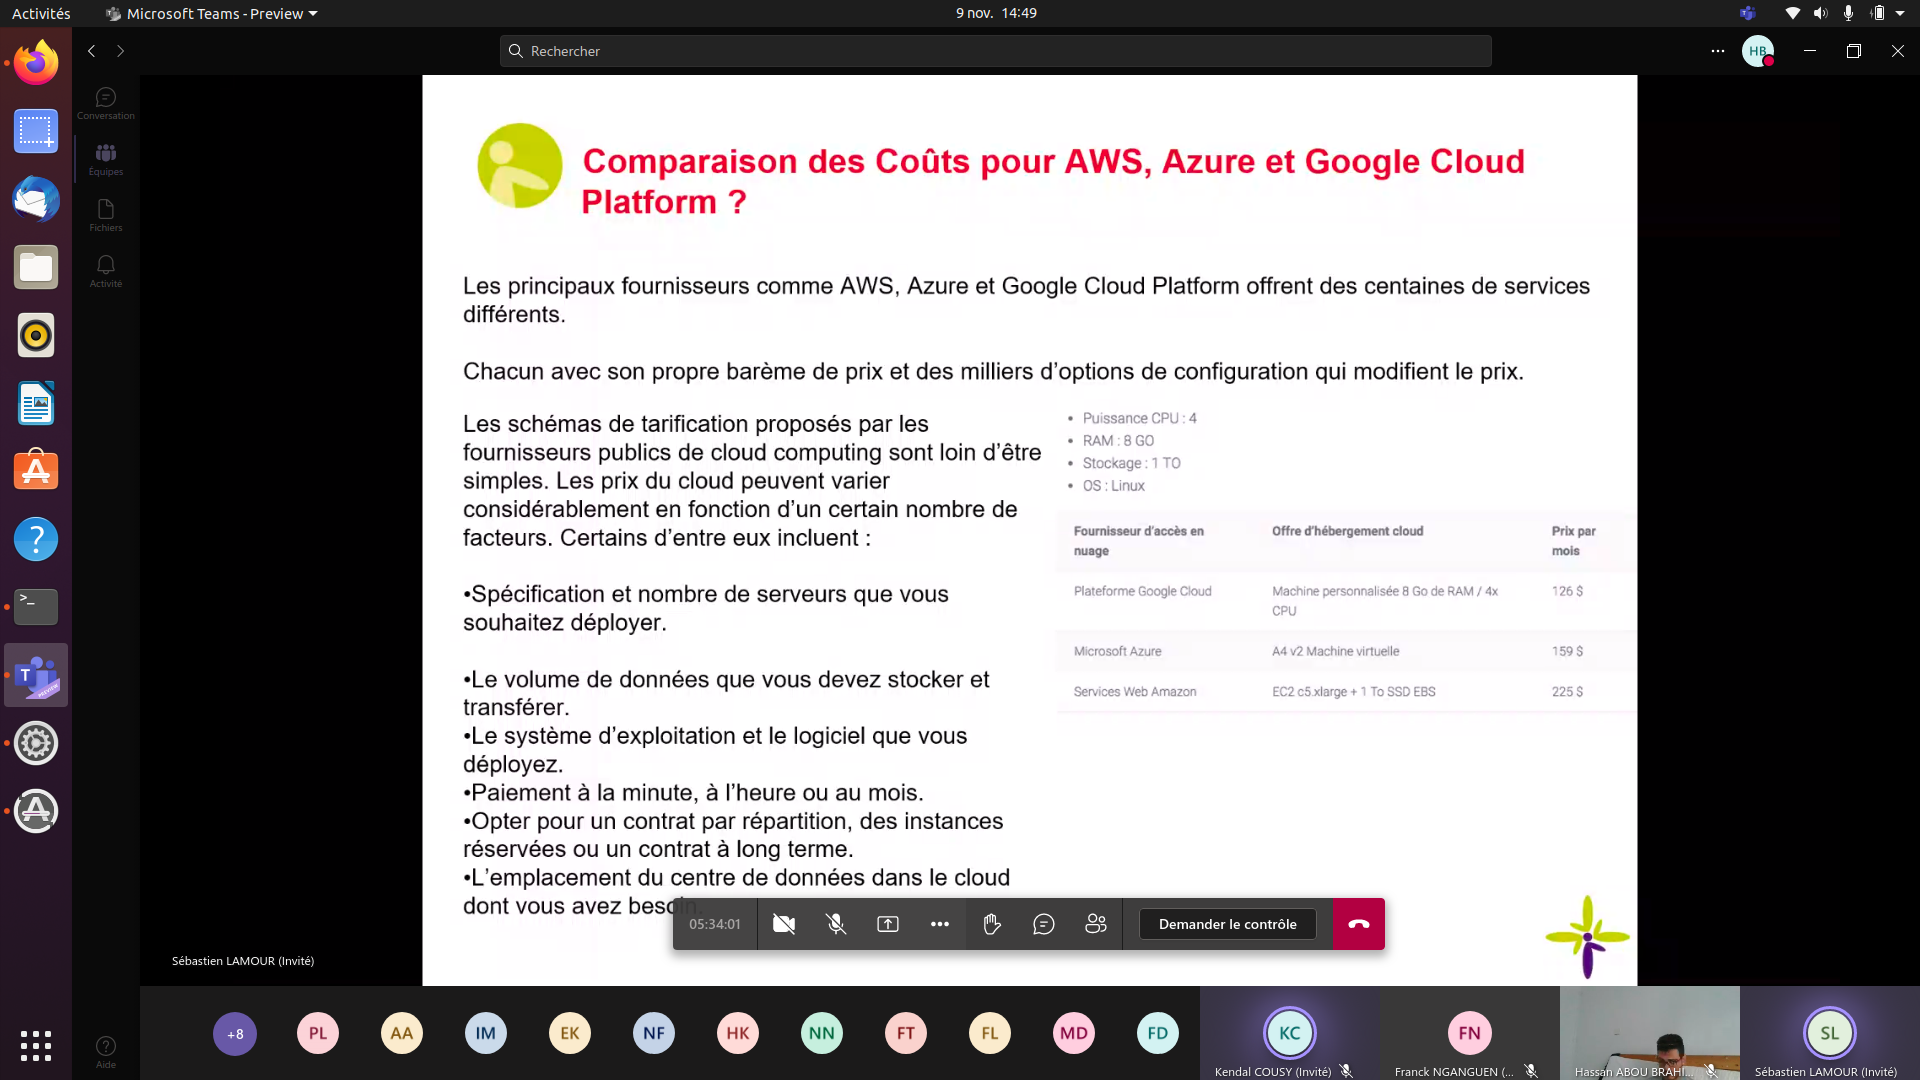 Activités
Microsoft Teams - Preview
9 nov. 14:49
Rechercher
HB
Conversation
Équipes
Fichiers
Activité
Comparaison des Coûts pour AWS, Azure et Google Cloud
Platform ?
Les principaux fournisseurs comme AWS, Azure et Google Cloud Platform offrent des centaines de services
différents.
Chacun avec son propre barème de prix et des milliers d’options de configuration qui modifient le prix.
Les schémas de tarification proposés par les
fournisseurs publics de cloud computing sont loin d’être
simples. Les prix du cloud peuvent varier
considérablement en fonction d’un certain nombre de
facteurs. Certains d’entre eux incluent :
•Spécification et nombre de serveurs que vous
souhaitez déployer.
•Le volume de données que vous devez stocker et
transférer.
•Le système d’exploitation et le logiciel que vous
déployez.
•Paiement à la minute, à l’heure ou au mois.
•Opter pour un contrat par répartition, des instances
réservées ou un contrat à long terme.
•L’emplacement du centre de données dans le cloud
dont vous avez besoin.
• Puissance CPU : 4
• RAM : 8 GO
• Stockage : 1 TO
• OS : Linux
Fournisseur d’accès en nuage Offre d’hébergement cloud Prix par mois
Plateforme Google Cloud Machine personnalisée 8 Go de RAM / 4x CPU 126 $
Microsoft Azure A4 v2 Machine virtuelle 159 $
Services Web Amazon EC2 c5.xlarge + 1 To SSD EBS 225 $
05:34:01
Demander le contrôle
Sébastien LAMOUR (Invité)
Aide
+8 PL AA IM EK NF HK NN FT FL MD FD KC FN SL
Kendal COUSY (Invité)
Franck NGANGUEN (...
Hassan ABOU BRAHI...
Sébastien LAMOUR (Invité)